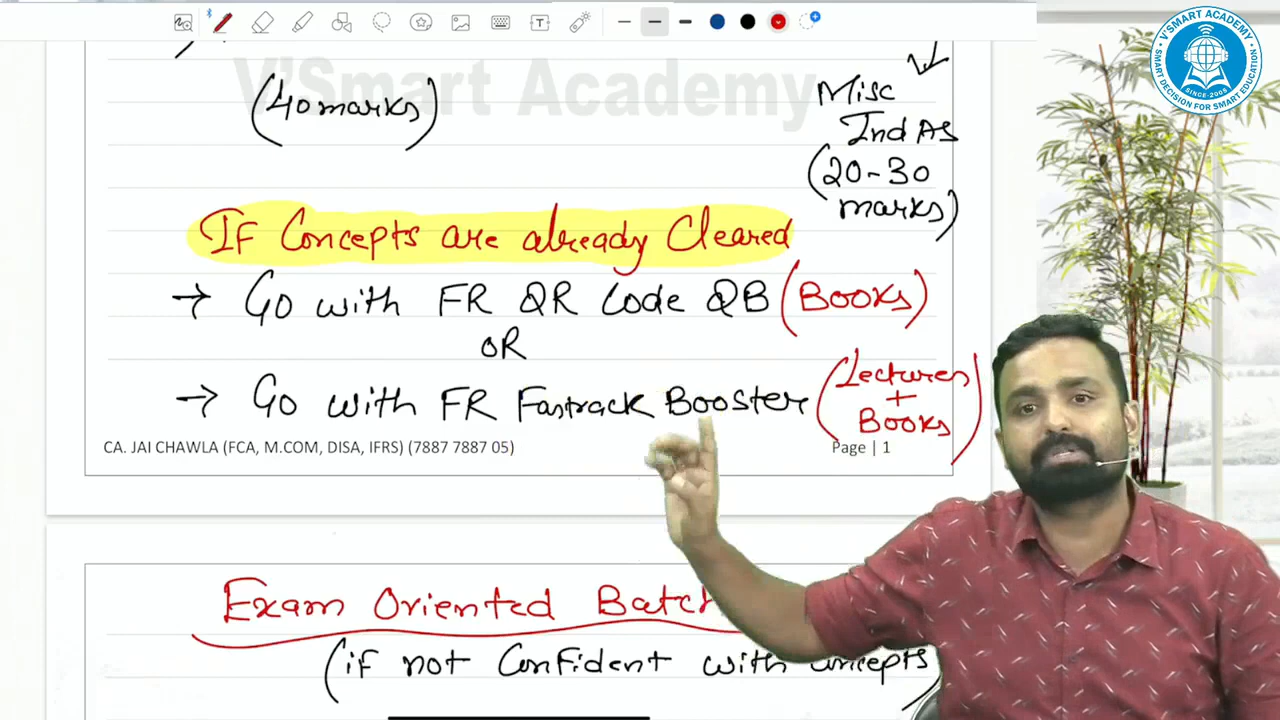 V'SMART ACADEMY
SMART DECISION FOR SMART EDUCATION
SINCE-2005
V'Smart Academy
(40 marks)
Misc
Ind AS
(20-30
marks)
If Concepts are already Cleared
→ Go with FR QR Code QB (Books)
OR
→ Go with FR Fastrack Booster (Lectures
+
Books)
CA. JAI CHAWLA (FCA, M.COM, DISA, IFRS) (7887 7887 05)
Page | 1
Exam Oriented Batch
(if not Confident with concepts